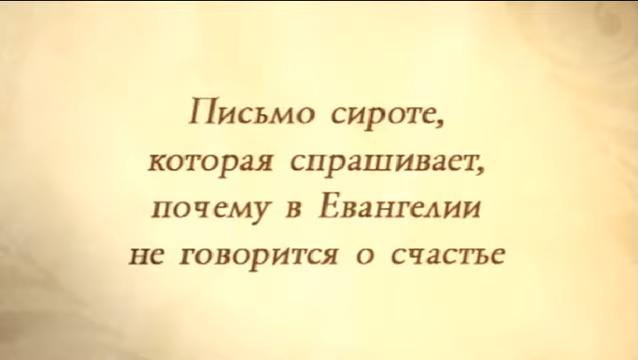 Письмо сироте,
которая спрашивает,
почему в Евангелии
не говорится о счастье